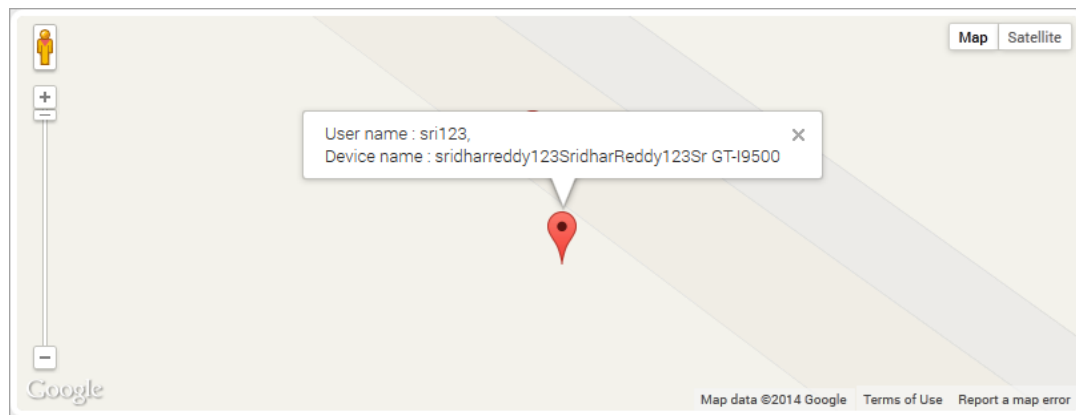 Map Satellite
+
User name : sri123,
Device name : sridharreddy123SridharReddy123Sr GT-I9500
−
Google
Map data ©2014 Google Terms of Use Report a map error